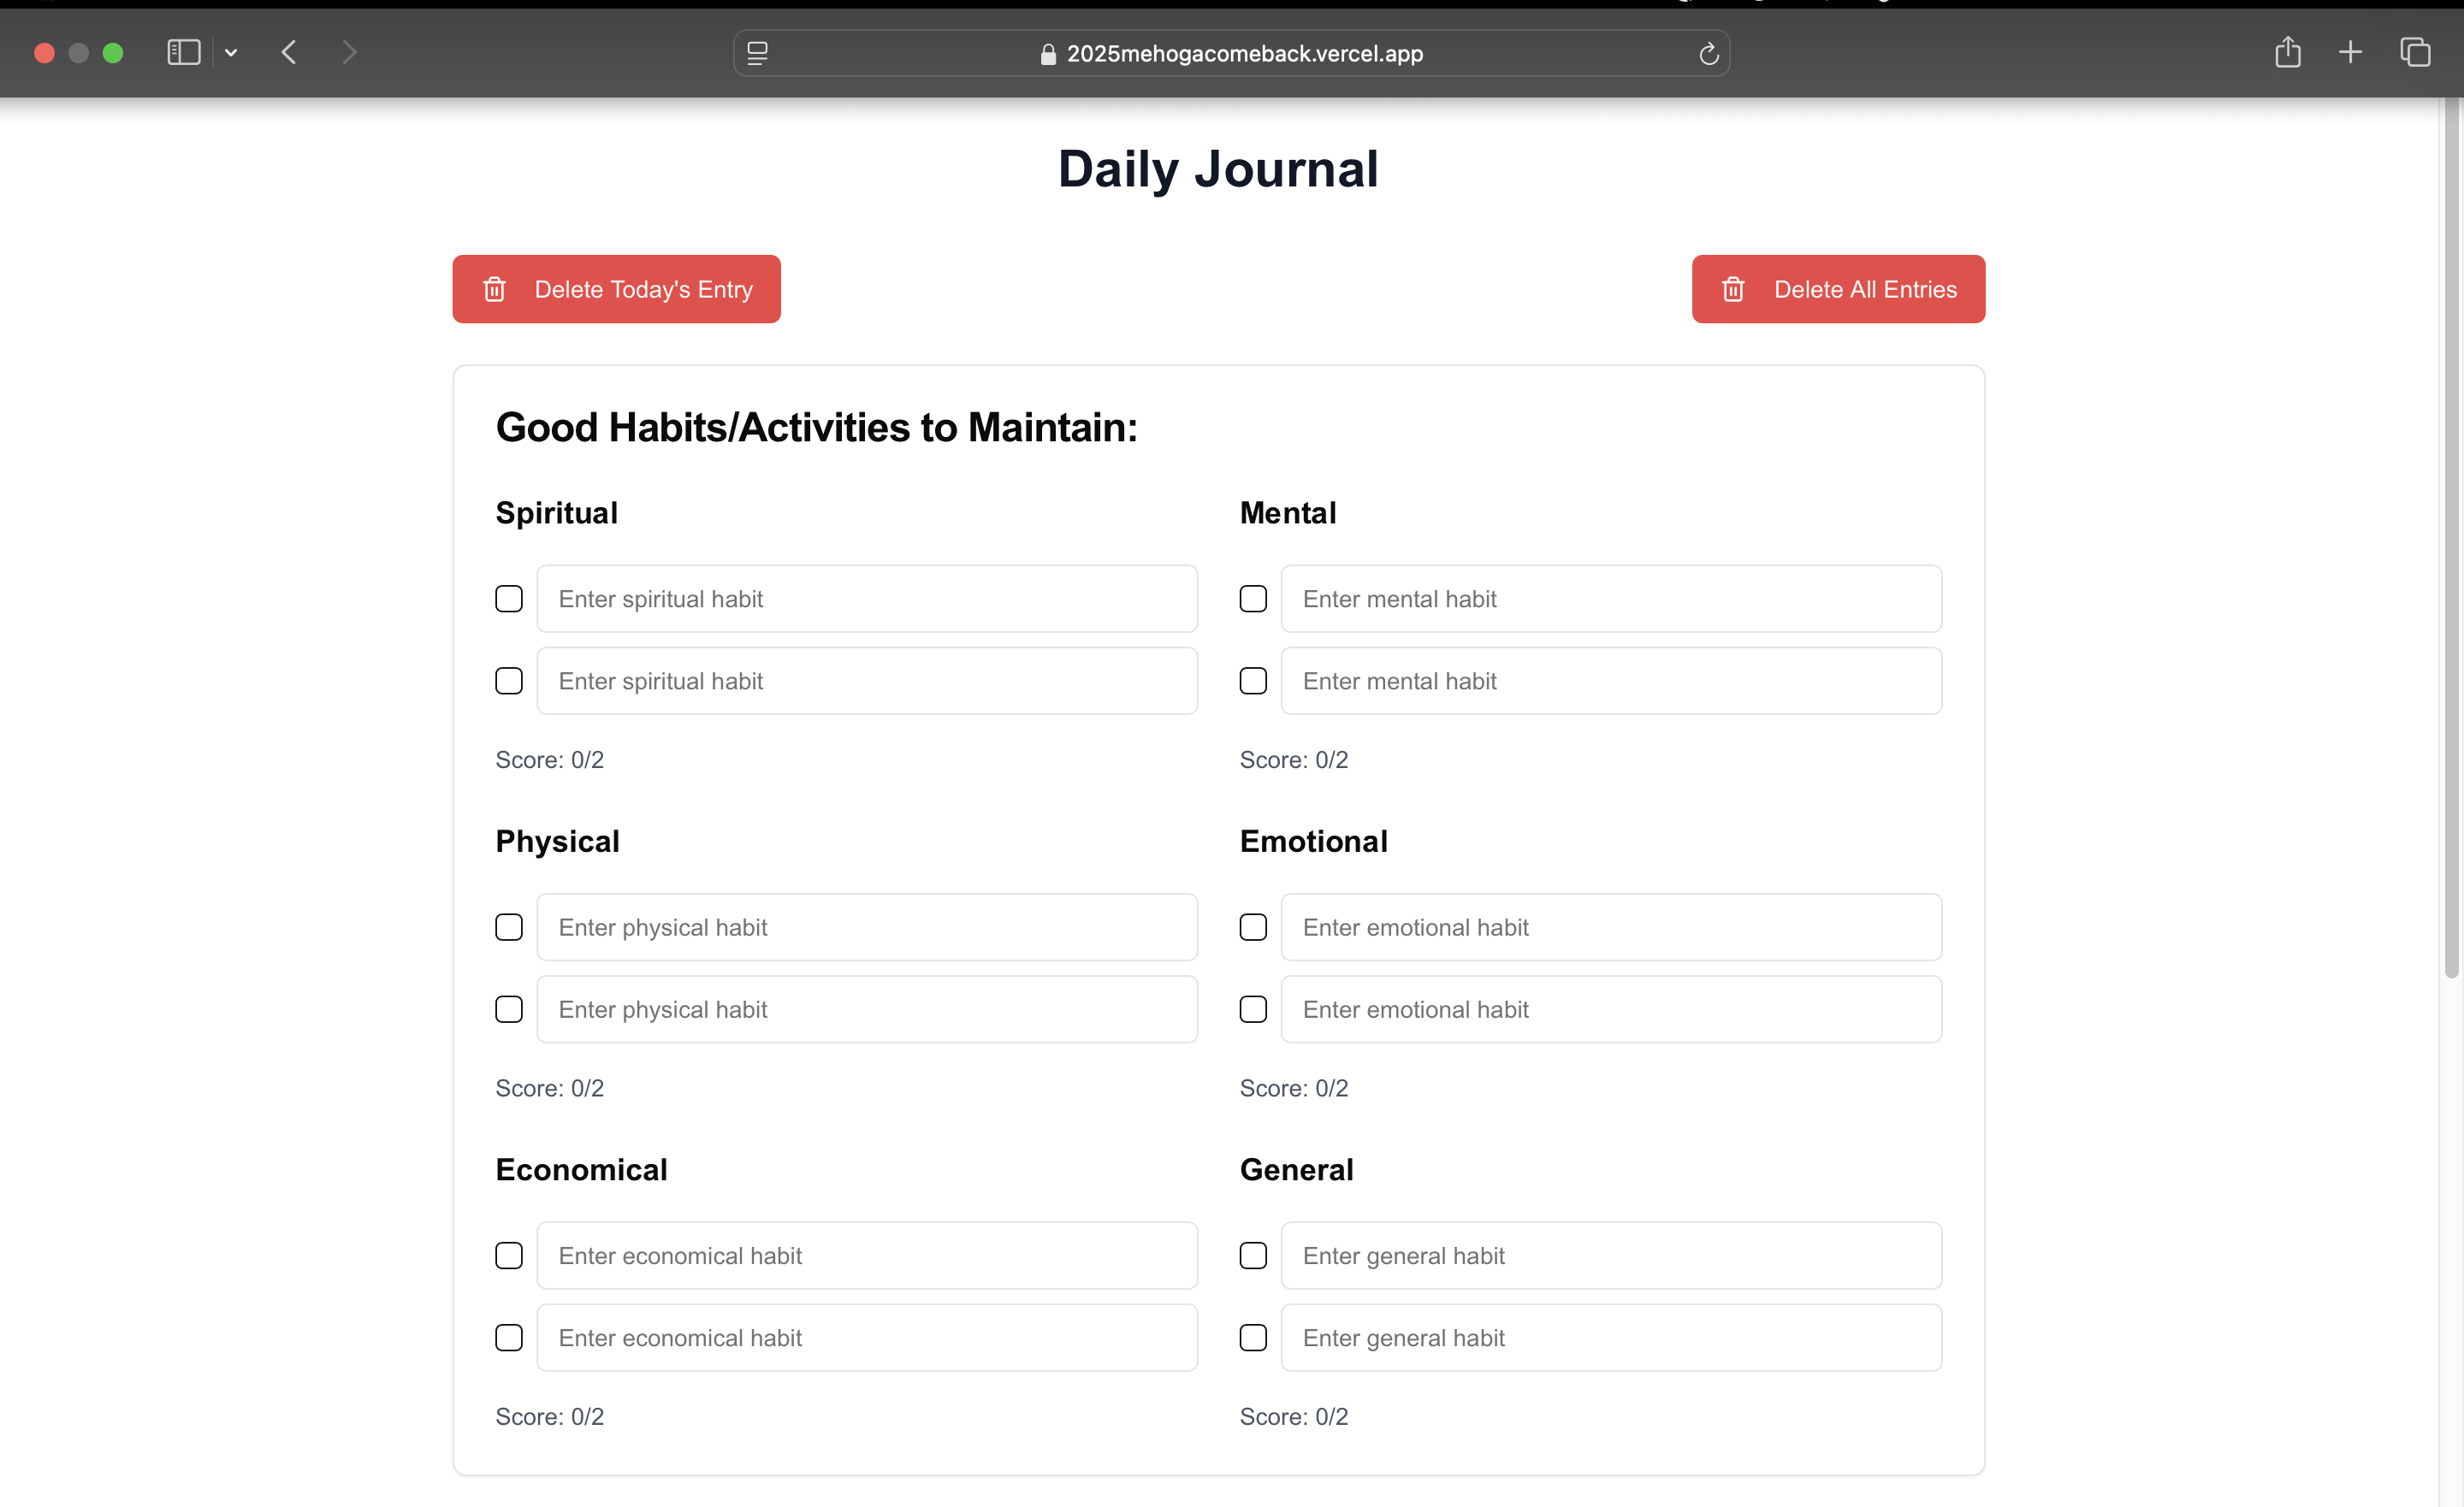 2025mehogacomeback.vercel.app
Daily Journal
Delete Today's Entry
Delete All Entries
Good Habits/Activities to Maintain:
Spiritual
Enter spiritual habit
Enter spiritual habit
Score: 0/2
Mental
Enter mental habit
Enter mental habit
Score: 0/2
Physical
Enter physical habit
Enter physical habit
Score: 0/2
Emotional
Enter emotional habit
Enter emotional habit
Score: 0/2
Economical
Enter economical habit
Enter economical habit
Score: 0/2
General
Enter general habit
Enter general habit
Score: 0/2